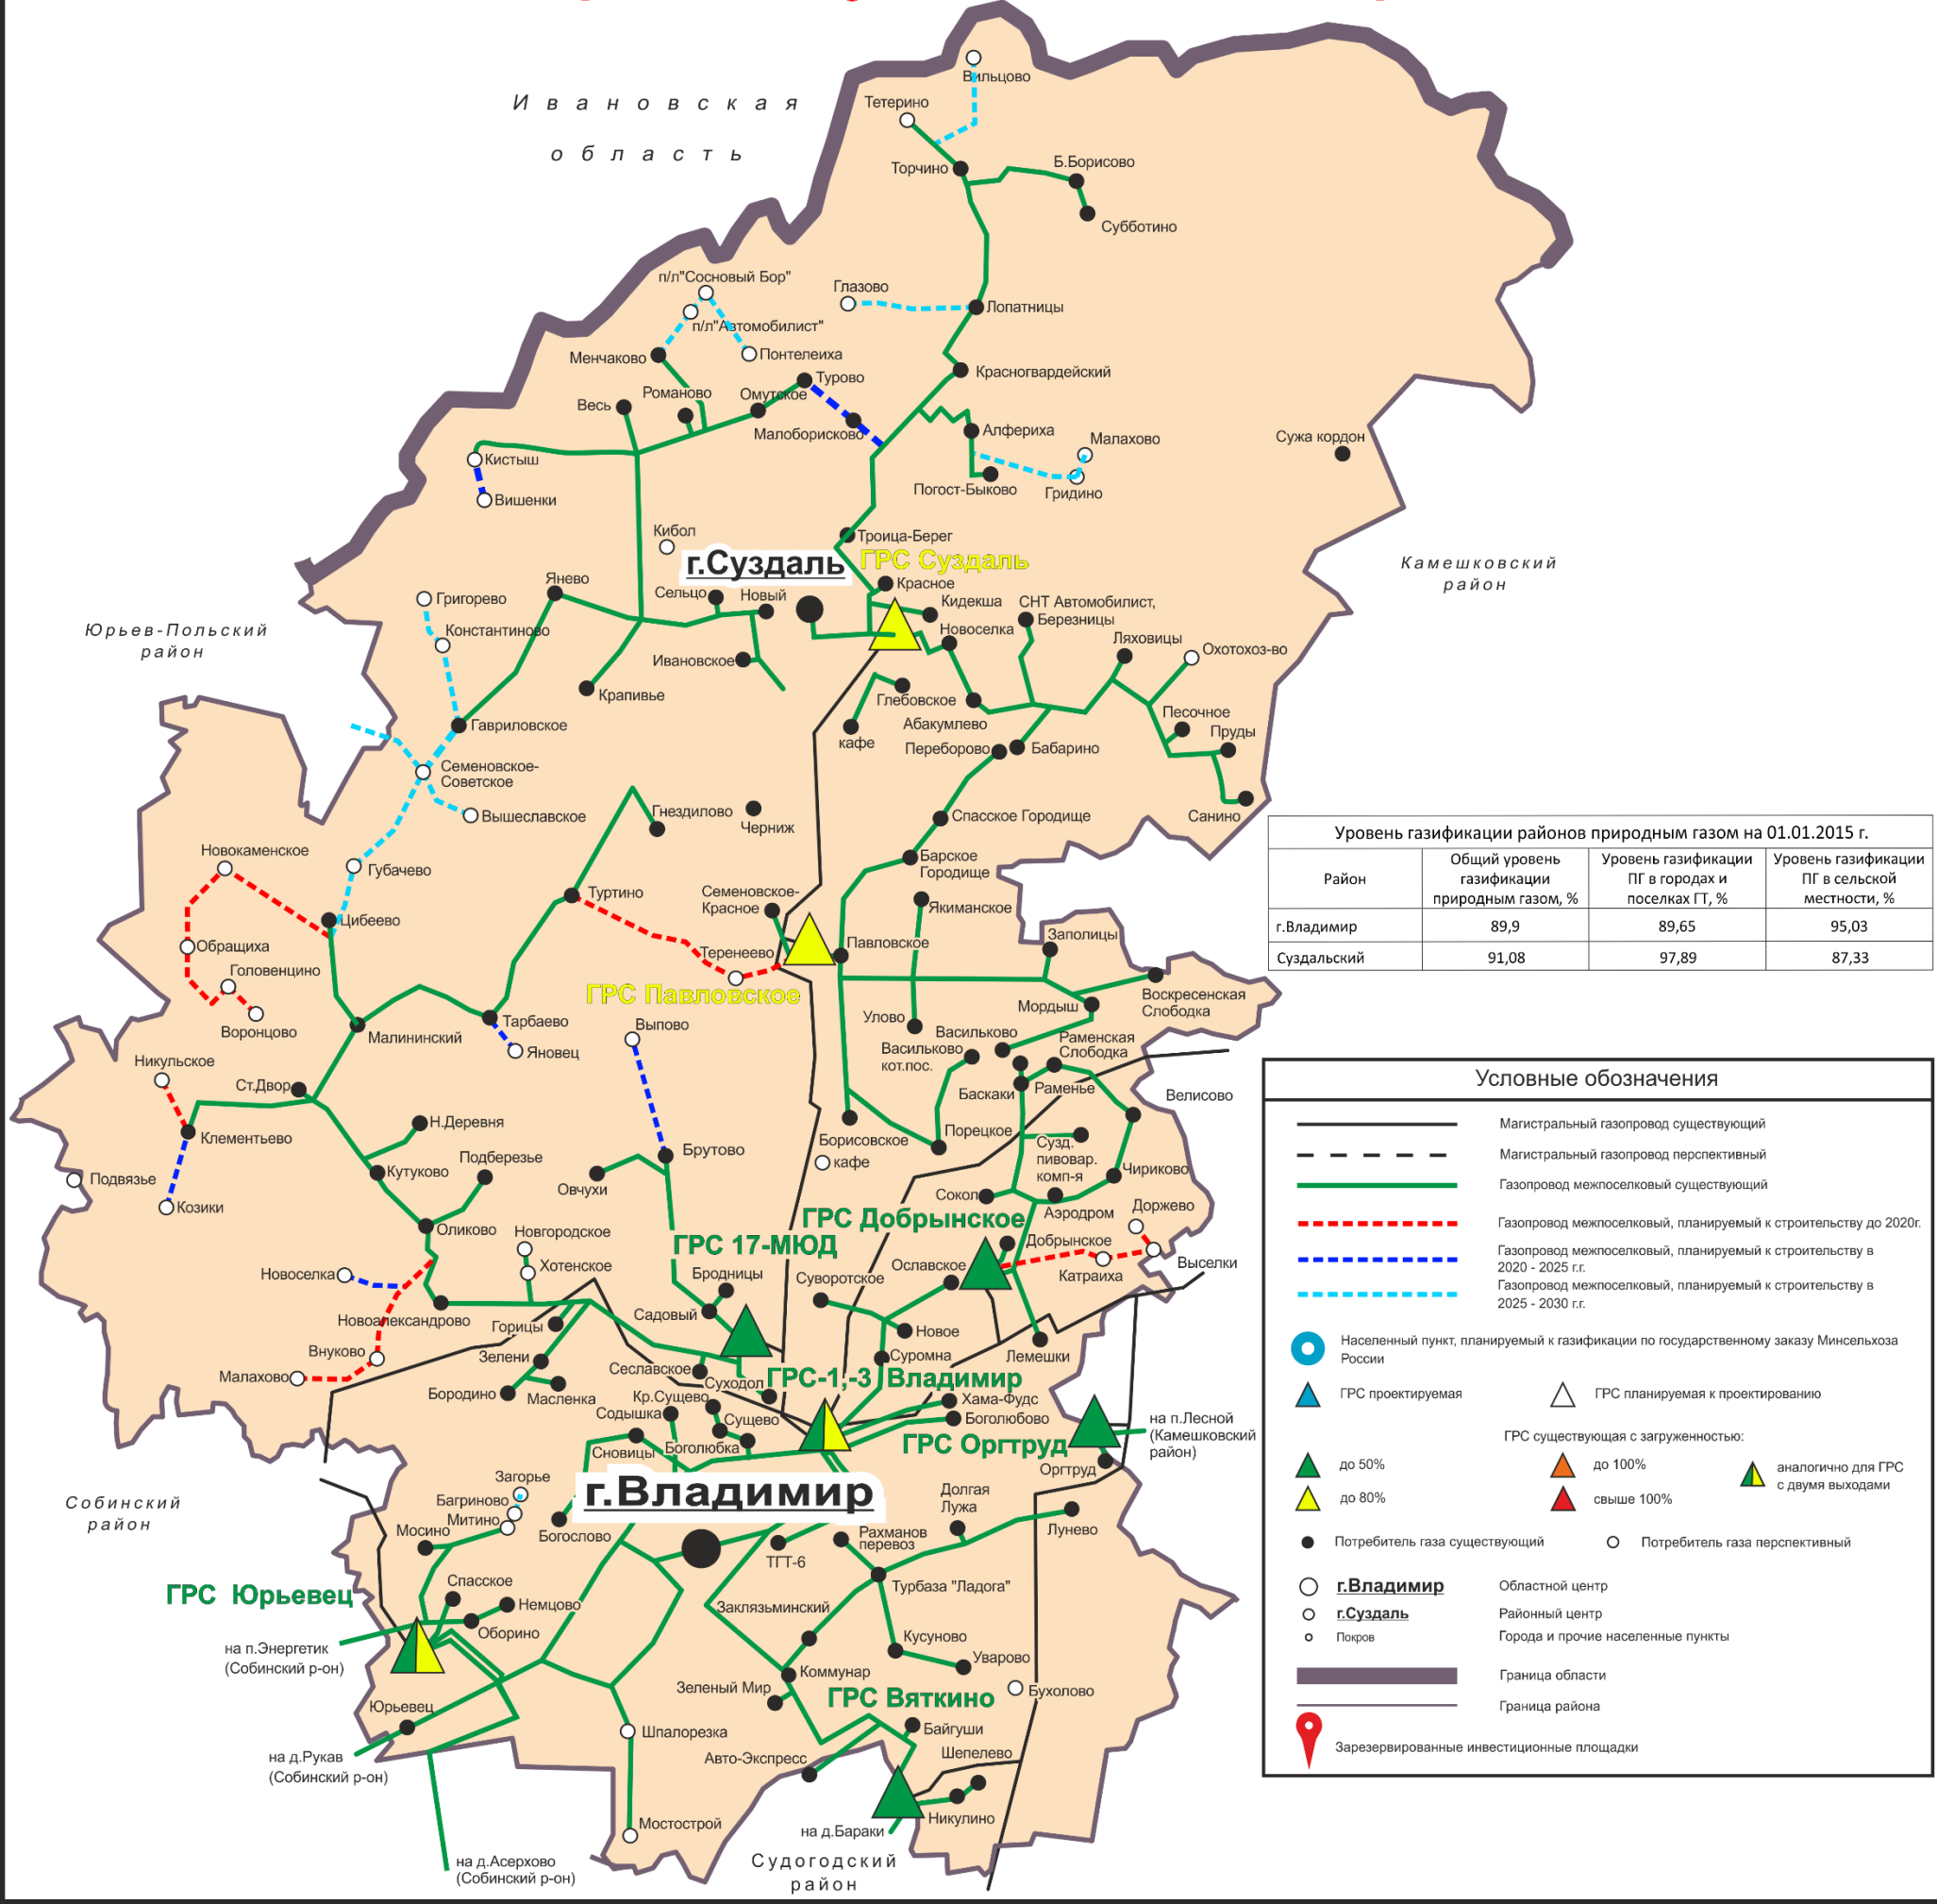 Ивановская
область
Вильцово
Тетерино
Торчино
Б.Борисово
Субботино
п/л"Сосновый Бор"
Глазово
п/л"Автомобилист"
Лопатницы
Менчаково
Понтелеиха
Красногвардейский
Турово
Романово
Омутское
Весь
Малоборисково
Алфериха
Малахово
Сужа кордон
Кистыш
Вишенки
Погост-Быково
Гридино
Кибол
Троица-Берег
г.Суздаль
ГРС Суздаль
Камешковский
район
Янево
Сельцо
Новый
Красное
Кидекша
СНТ Автомобилист,
Березницы
Григорево
Константиново
Новоселка
Ляховицы
Охотохоз-во
Юрьев-Польский
район
Ивановское
Крапивье
Глебовское
Абакумлево
Песочное
Гавриловское
кафе
Переборово
Бабарино
Пруды
Семеновское-
Советское
Вышеславское
Гнездилово
Черниж
Спасское Городище
Санино
Новокаменское
Губачево
Барское
Городище
Туртино
Семеновское-
Красное
Якиманское
Цибеево
Обращиха
Головенцино
Теренеево
Павловское
Заполицы
ГРС Павловское
Воронцово
Воскресенская
Слободка
Мордыш
Улово
Тарбаево
Выпово
Васильково
Малининский
Яновец
Васильково
кот.пос.
Раменская
Слободка
Никульское
Ст.Двор
Баскаки
Раменье
Велисово
Н.Деревня
Клементьево
Порецкое
Борисовское
Сузд.
пивовар.
комп-я
Подберезье
Брутово
кафе
Кутуково
Чириково
Подвязье
Овчухи
Козики
Сокол
Аэродром
Доржево
Оликово
Новгородское
ГРС Добрынское
ГРС 17-МЮД
Добрынское
Хотенское
Новоселка
Бродницы
Суворотское
Ославское
Катраиха
Выселки
Садовый
Новоалександрово
Горицы
Новое
Внуково
Зелени
Сеславское
Суромна
Лемешки
Малахово
Суходол
ГРС-1,-3 Владимир
Бородино
Масленка
Кр.Сущево
Содышка
Сущево
Хама-Фудс
Боголюбово
Сновицы
Боголюбка
ГРС Оргтруд
на п.Лесной
(Камешковский
район)
Оргтруд
Загорье
Багриново
Митино
г.Владимир
Долгая
Лужа
Собинский
район
Мосино
Богослово
ТГТ-6
Рахманов
перевоз
Лунево
ГРС Юрьевец
Спасское
Немцово
Турбаза "Ладога"
Заклязьминский
Оборино
на п.Энергетик
(Собинский р-он)
Кусуново
Уварово
Коммунар
Зеленый Мир
ГРС Вяткино
Бухолово
Юрьевец
Шпалорезка
Байгуши
на д.Рукав
(Собинский р-он)
Авто-Экспресс
Шепелево
Мостострой
Никулино
на д.Бараки
на д.Асерхово
(Собинский р-он)
Судогодский
район
Уровень газификации районов природным газом на 01.01.2015 г.
Район
Общий уровень
газификации
природным газом, %
Уровень газификации
ПГ в городах и
поселках ГТ, %
Уровень газификации
ПГ в сельской
местности, %
г.Владимир 89,9 89,65 95,03
Суздальский 91,08 97,89 87,33
Условные обозначения
Магистральный газопровод существующий
Магистральный газопровод перспективный
Газопровод межпоселковый существующий
Газопровод межпоселковый, планируемый к строительству до 2020г.
Газопровод межпоселковый, планируемый к строительству в
2020 - 2025 г.г.
Газопровод межпоселковый, планируемый к строительству в
2025 - 2030 г.г.
Населенный пункт, планируемый к газификации по государственному заказу Минсельхоза
России
ГРС проектируемая
ГРС планируемая к проектированию
ГРС существующая с загруженностью:
до 50%
до 100%
аналогично для ГРС
с двумя выходами
до 80%
свыше 100%
Потребитель газа существующий
Потребитель газа перспективный
г.Владимир Областной центр
г.Суздаль Районный центр
Покров Города и прочие населенные пункты
Граница области
Граница района
Зарезервированные инвестиционные площадки